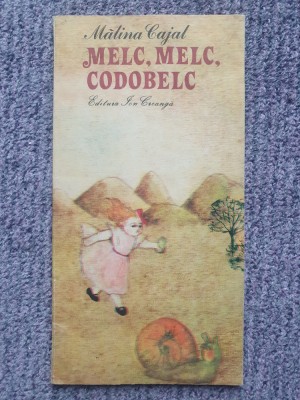 Mălina Cajal
MELC, MELC,
CODOBELC
Editura Ion Creangă